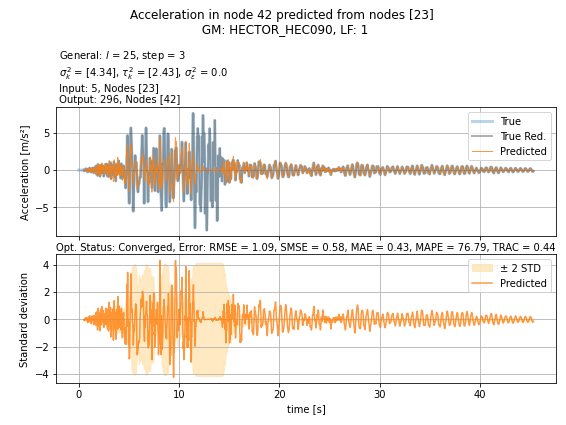 Acceleration in node 42 predicted from nodes [23]
GM: HECTOR_HEC090, LF: 1
General: l = 25, step = 3
σ²ₖ = [4.34], τ²ₖ = [2.43], σ²ε = 0.0
Input: 5, Nodes [23]
Output: 296, Nodes [42]
Acceleration [m/s²]
5
0
−5
True
True Red.
Predicted
Opt. Status: Converged, Error: RMSE = 1.09, SMSE = 0.58, MAE = 0.43, MAPE = 76.79, TRAC = 0.44
Standard deviation
4
2
0
−2
−4
± 2 STD
Predicted
0 10 20 30 40
time [s]